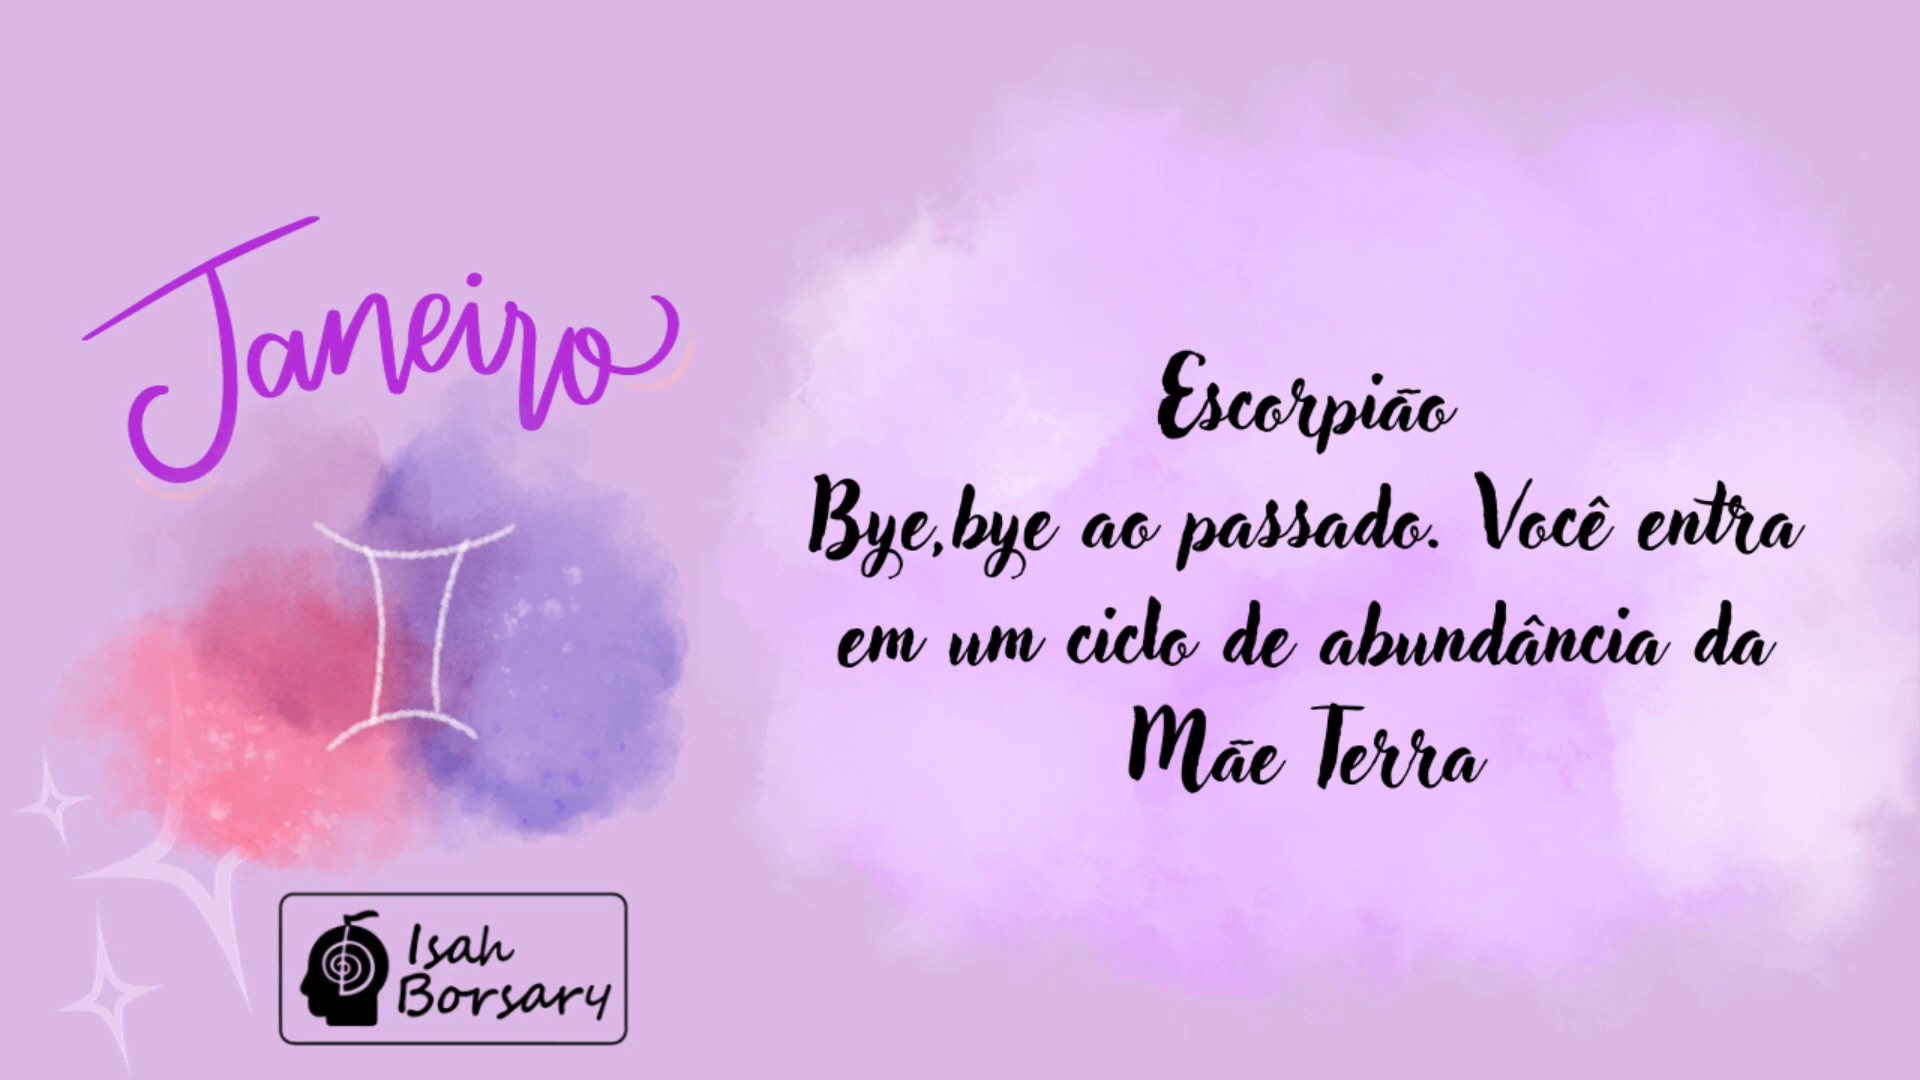 Janeiro
Escorpião
Bye,bye ao passado. Você entra
em um ciclo de abundância da
Mãe Terra
Isah
Borsary